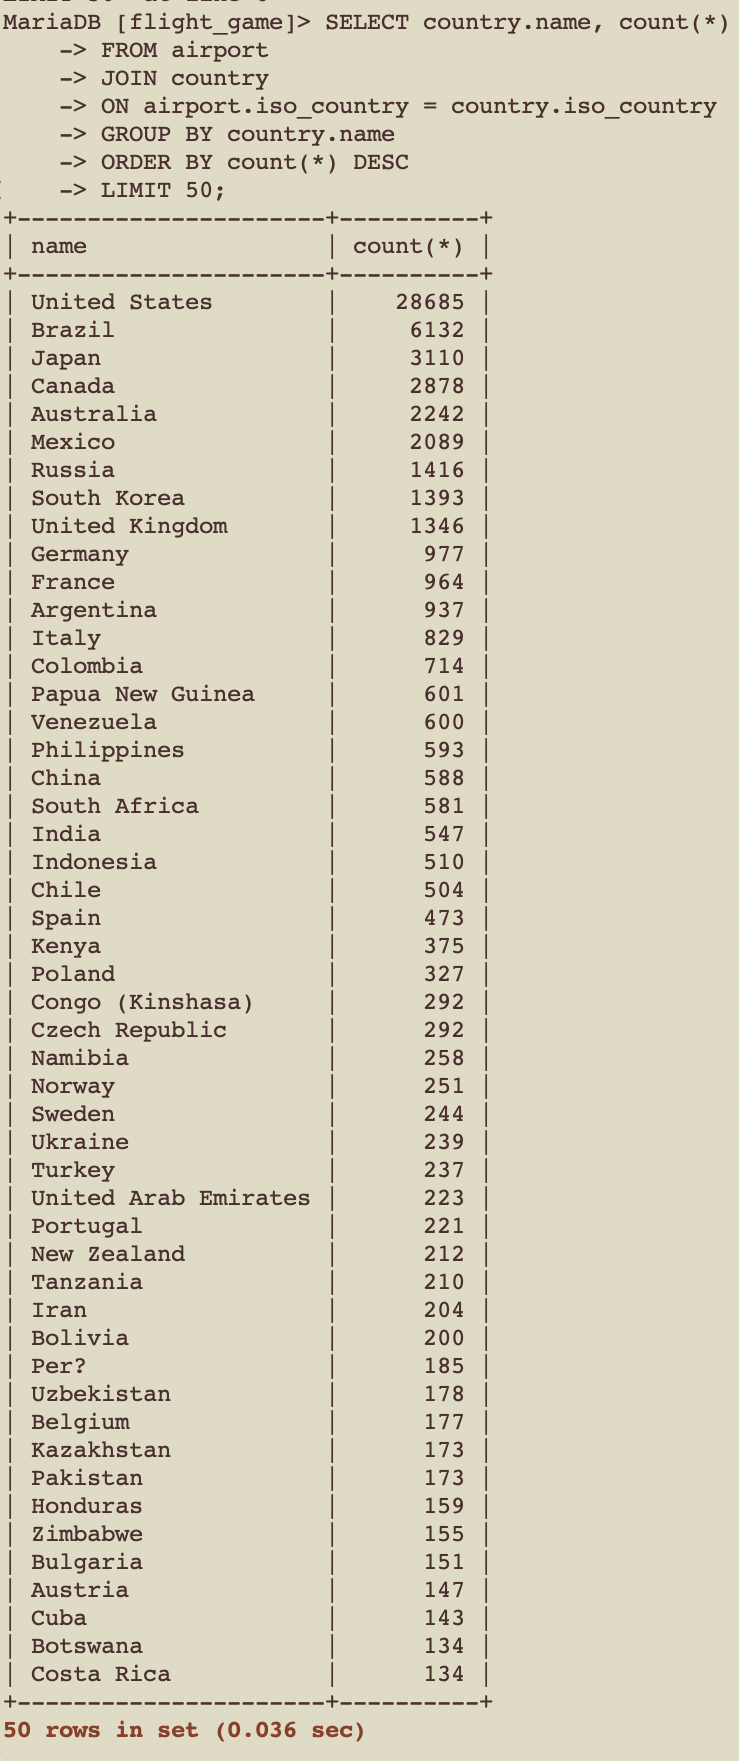 MariaDB [flight_game]> SELECT country.name, count(*)
    -> FROM airport
    -> JOIN country
    -> ON airport.iso_country = country.iso_country
    -> GROUP BY country.name
    -> ORDER BY count(*) DESC
    -> LIMIT 50;
+----------------------+----------+
| name                 | count(*) |
+----------------------+----------+
| United States        |    28685 |
| Brazil               |     6132 |
| Japan                |     3110 |
| Canada               |     2878 |
| Australia            |     2242 |
| Mexico               |     2089 |
| Russia               |     1416 |
| South Korea          |     1393 |
| United Kingdom       |     1346 |
| Germany              |      977 |
| France               |      964 |
| Argentina            |      937 |
| Italy                |      829 |
| Colombia             |      714 |
| Papua New Guinea     |      601 |
| Venezuela            |      600 |
| Philippines          |      593 |
| China                |      588 |
| South Africa         |      581 |
| India                |      547 |
| Indonesia            |      510 |
| Chile                |      504 |
| Spain                |      473 |
| Kenya                |      375 |
| Poland               |      327 |
| Congo (Kinshasa)     |      292 |
| Czech Republic       |      292 |
| Namibia              |      258 |
| Norway               |      251 |
| Sweden               |      244 |
| Ukraine              |      239 |
| Turkey               |      237 |
| United Arab Emirates |      223 |
| Portugal             |      221 |
| New Zealand          |      212 |
| Tanzania             |      210 |
| Iran                 |      204 |
| Bolivia              |      200 |
| Per?                 |      185 |
| Uzbekistan           |      178 |
| Belgium              |      177 |
| Kazakhstan           |      173 |
| Pakistan             |      173 |
| Honduras             |      159 |
| Zimbabwe             |      155 |
| Bulgaria             |      151 |
| Austria              |      147 |
| Cuba                 |      143 |
| Botswana             |      134 |
| Costa Rica           |      134 |
+----------------------+----------+
50 rows in set (0.036 sec)